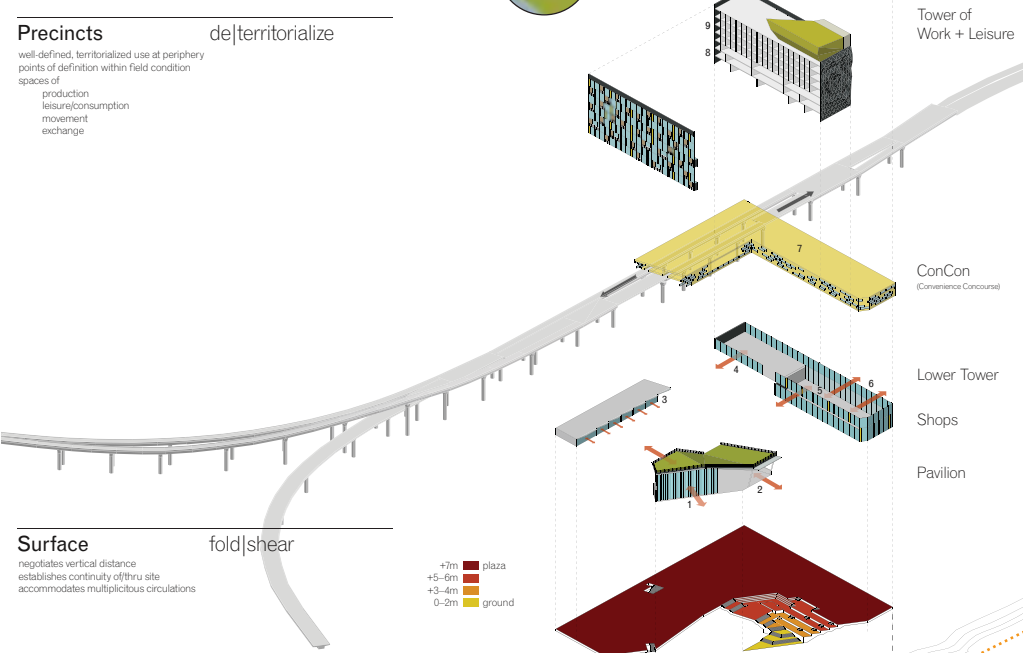 Precincts
de|territorialize
well-defined, territorialized use at periphery
points of definition within field condition
spaces of
production
leisure/consumption
movement
exchange
9
8
Tower of
Work + Leisure
7
ConCon
(Convenience Concourse)
4
5
6
Lower Tower
3
Shops
Pavilion
2
1
Surface
fold|shear
negotiates vertical distance
establishes continuity of/thru site
accommodates multiplicitous circulations
+7m plaza
+5–6m
+3–4m
0–2m ground